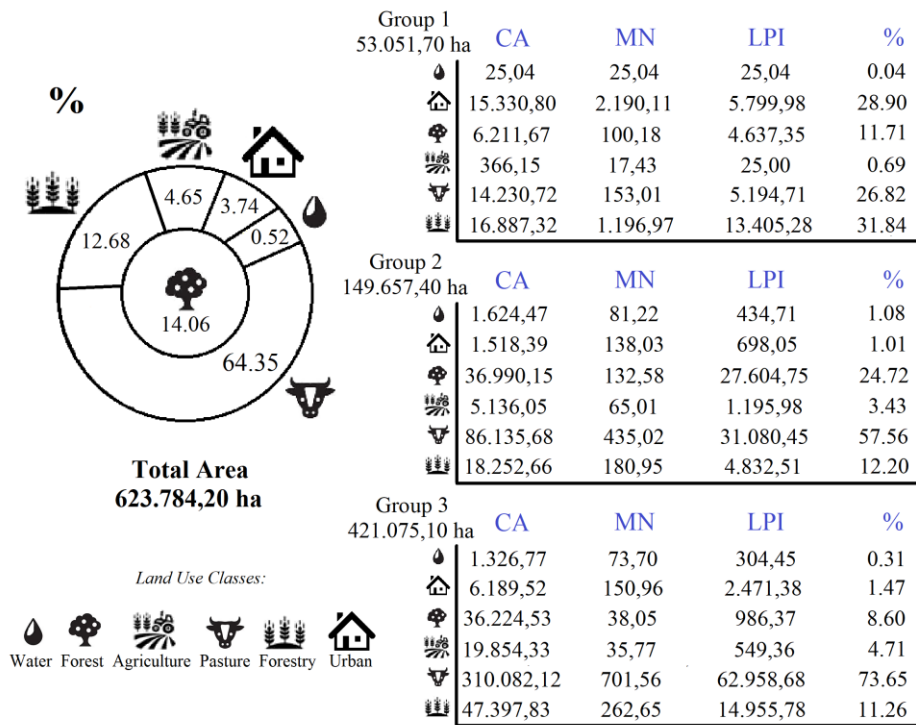 %
4.65
3.74
0.52
12.68
14.06
64.35
Total Area
623.784,20 ha
Land Use Classes:
Water Forest Agriculture Pasture Forestry Urban
Group 1
53.051,70 ha CA MN LPI %
25,04 25,04 25,04 0.04
15.330,80 2.190,11 5.799,98 28.90
6.211,67 100,18 4.637,35 11.71
366,15 17,43 25,00 0.69
14.230,72 153,01 5.194,71 26.82
16.887,32 1.196,97 13.405,28 31.84
Group 2
149.657,40 ha CA MN LPI %
1.624,47 81,22 434,71 1.08
1.518,39 138,03 698,05 1.01
36.990,15 132,58 27.604,75 24.72
5.136,05 65,01 1.195,98 3.43
86.135,68 435,02 31.080,45 57.56
18.252,66 180,95 4.832,51 12.20
Group 3
421.075,10 ha CA MN LPI %
1.326,77 73,70 304,45 0.31
6.189,52 150,96 2.471,38 1.47
36.224,53 38,05 986,37 8.60
19.854,33 35,77 549,36 4.71
310.082,12 701,56 62.958,68 73.65
47.397,83 262,65 14.955,78 11.26